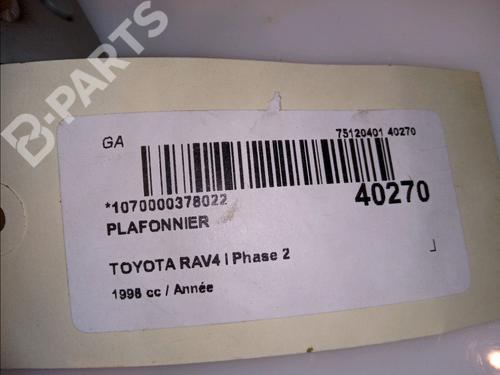 B-PARTS
GA
75120401 40270
*1070000378022
40270
PLAFONNIER
TOYOTA RAV4 I Phase 2
1998 cc / Année